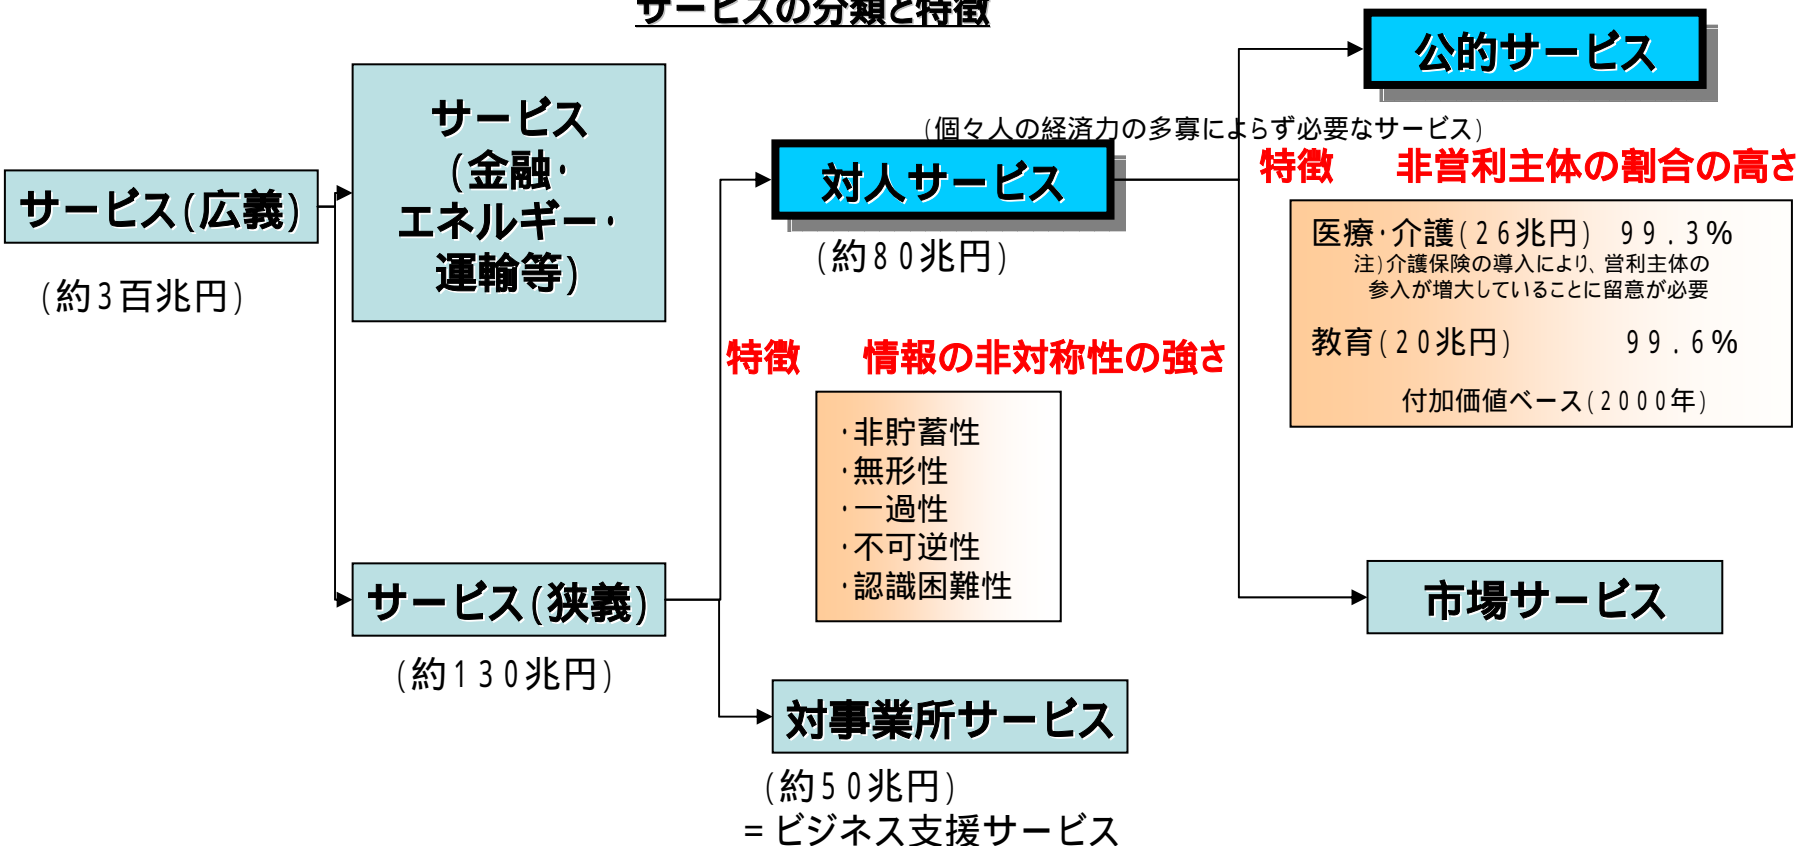 サービスの分類と特徴
サービス(広義)
(約3百兆円)
サービス
(金融・
エネルギー・
運輸等)
サービス(狭義)
(約130兆円)
対人サービス
(約80兆円)
特徴 情報の非対称性の強さ
・非貯蓄性
・無形性
・一過性
・不可逆性
・認識困難性
対事業所サービス
(約50兆円)
=ビジネス支援サービス
公的サービス
(個々人の経済力の多寡によらず必要なサービス)
特徴 非営利主体の割合の高さ
医療・介護(26兆円) 99.3%
注)介護保険の導入により、営利主体の
参入が増大していることに留意が必要
教育(20兆円) 99.6%
付加価値ベース(2000年)
市場サービス